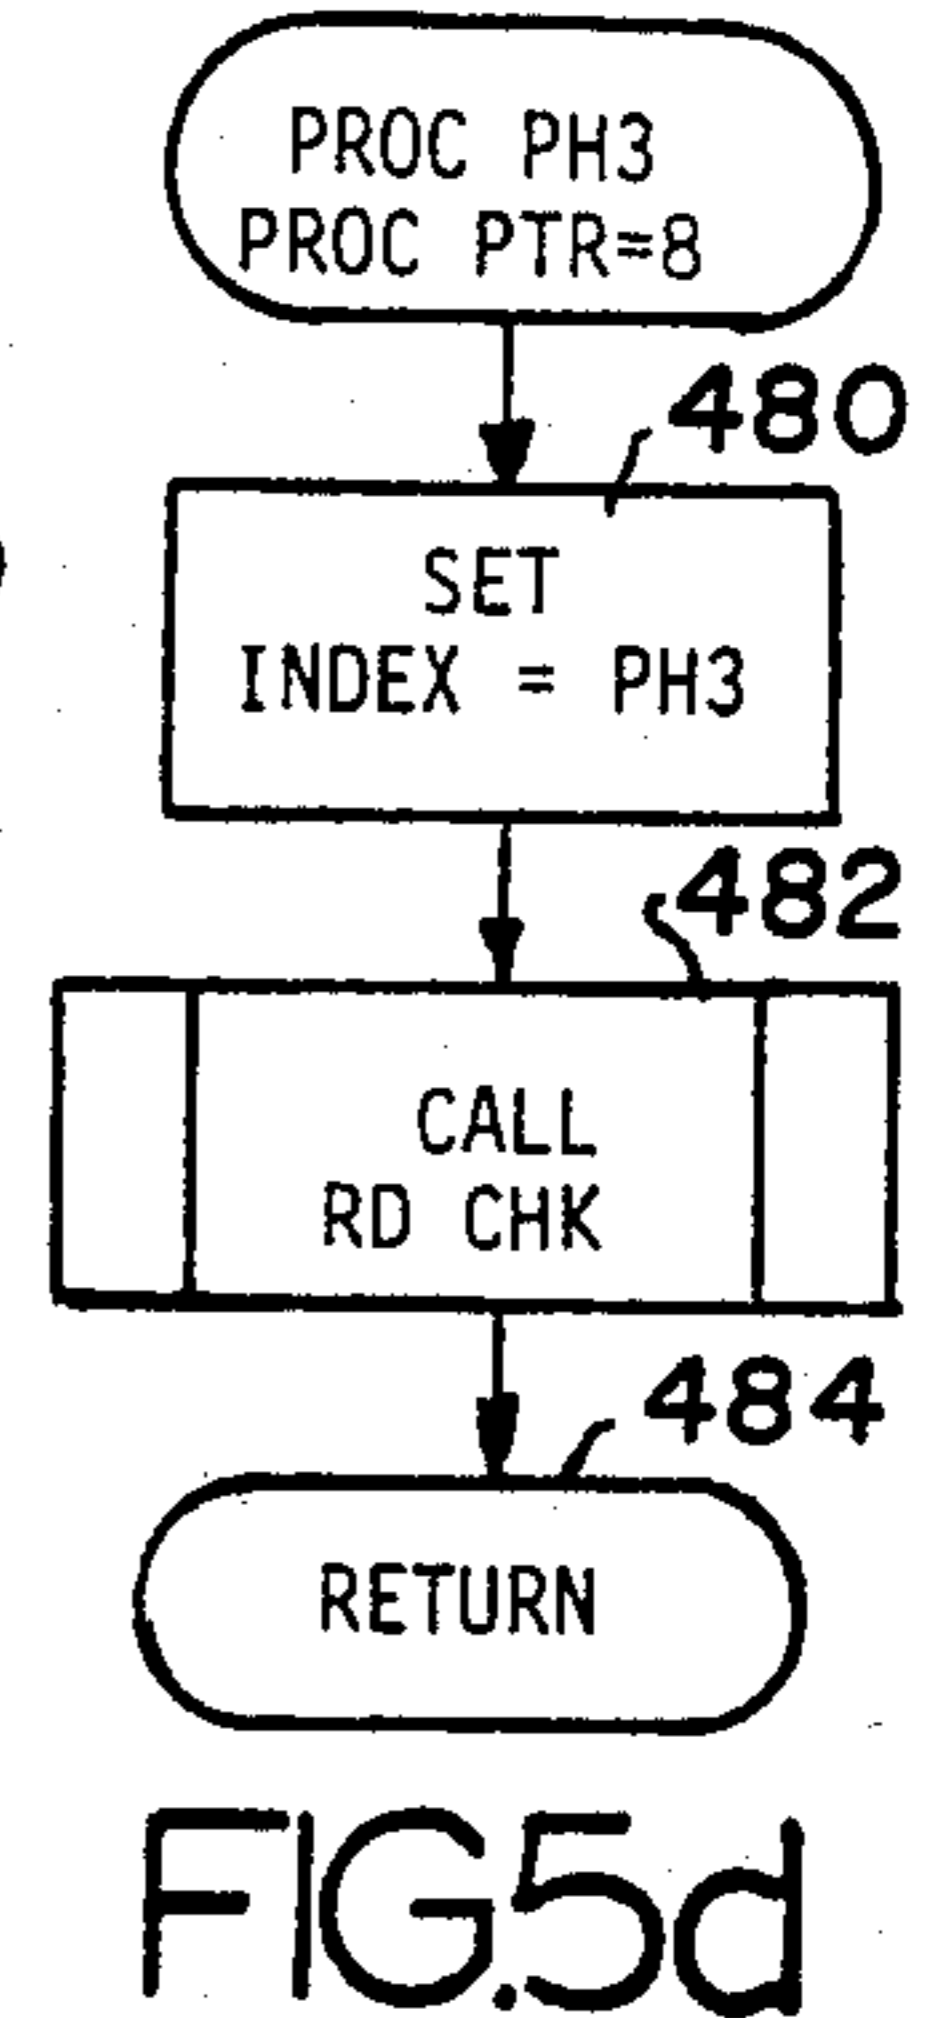 PROC PH3
PROC PTR=8
480
SET
INDEX = PH3
482
CALL
RD CHK
484
RETURN
FIG.5d